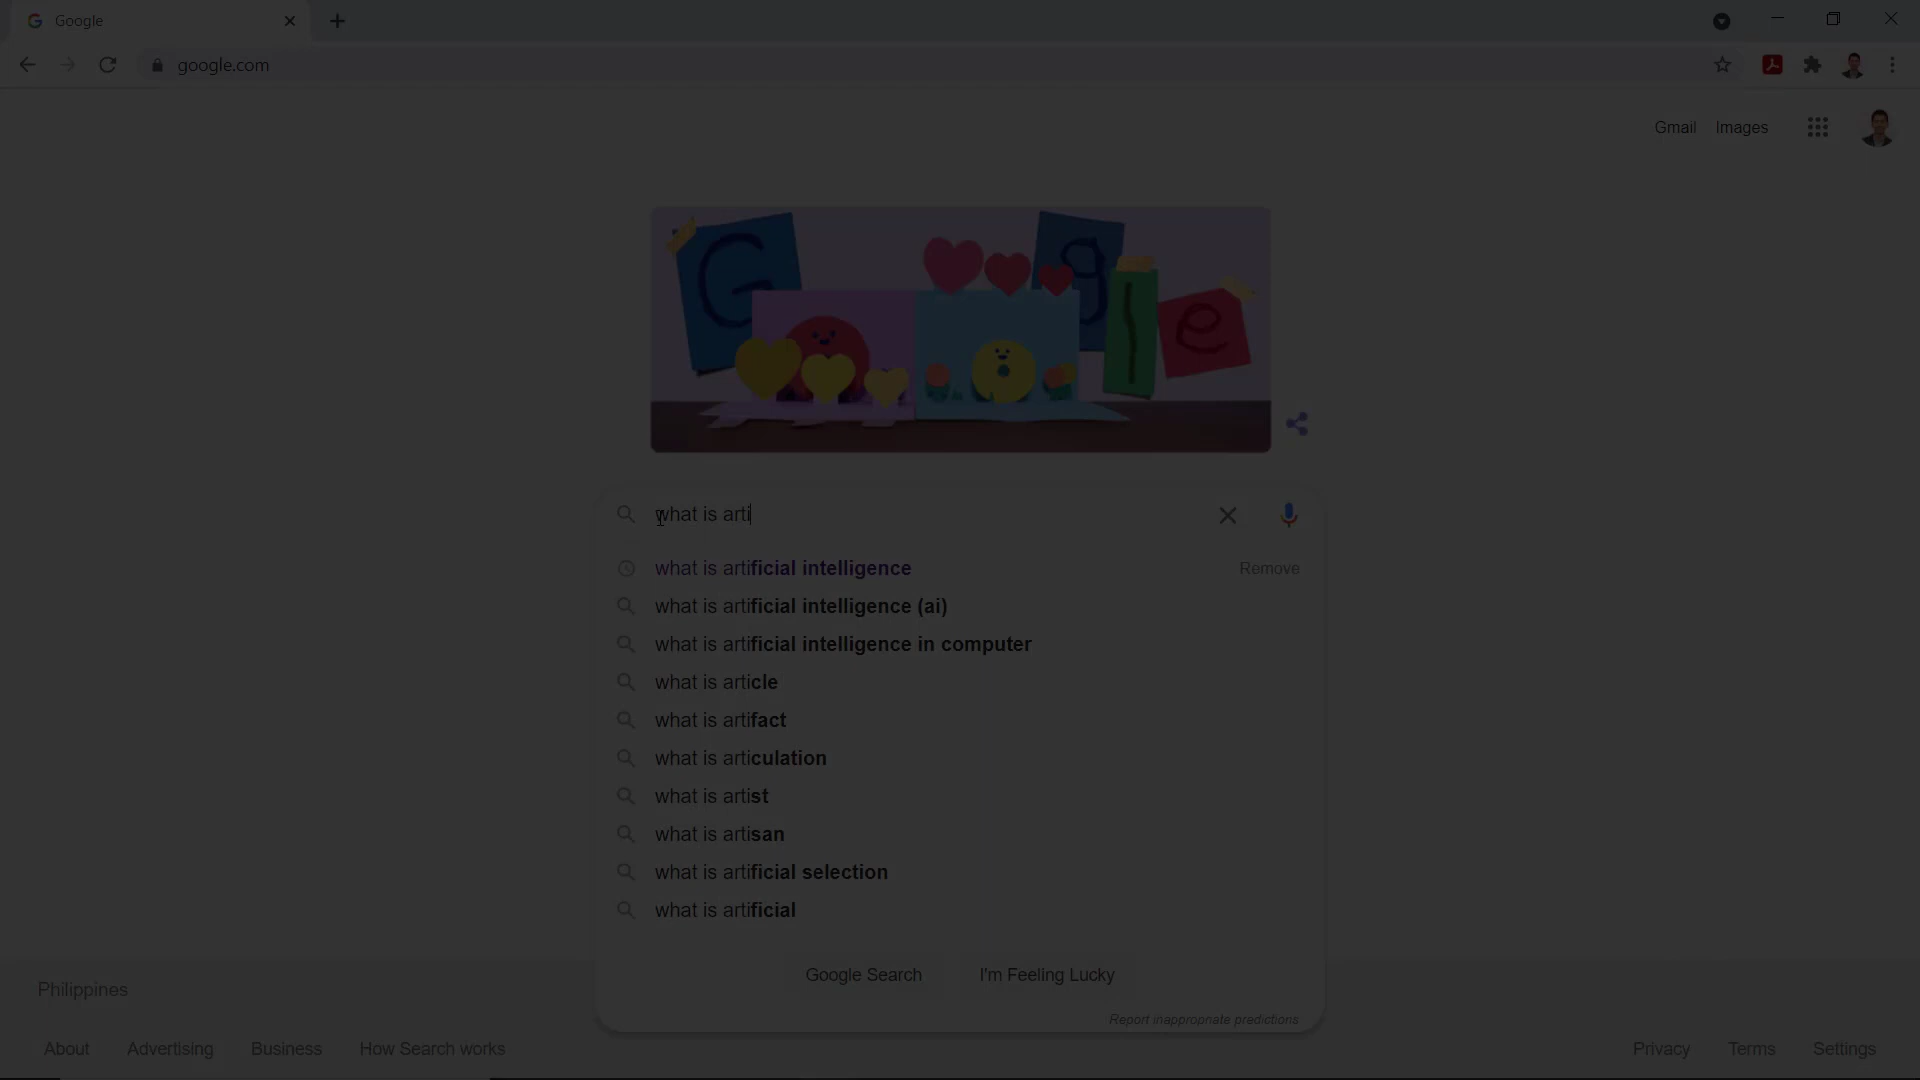 Google
google.com
Gmail Images
G gle
what is arti
what is artificial intelligence Remove
what is artificial intelligence (ai)
what is artificial intelligence in computer
what is article
what is artifact
what is articulation
what is artist
what is artisan
what is artificial selection
what is artificial
Google Search I'm Feeling Lucky
Report inappropriate predictions
Philippines
About Advertising Business How Search works Privacy Terms Settings